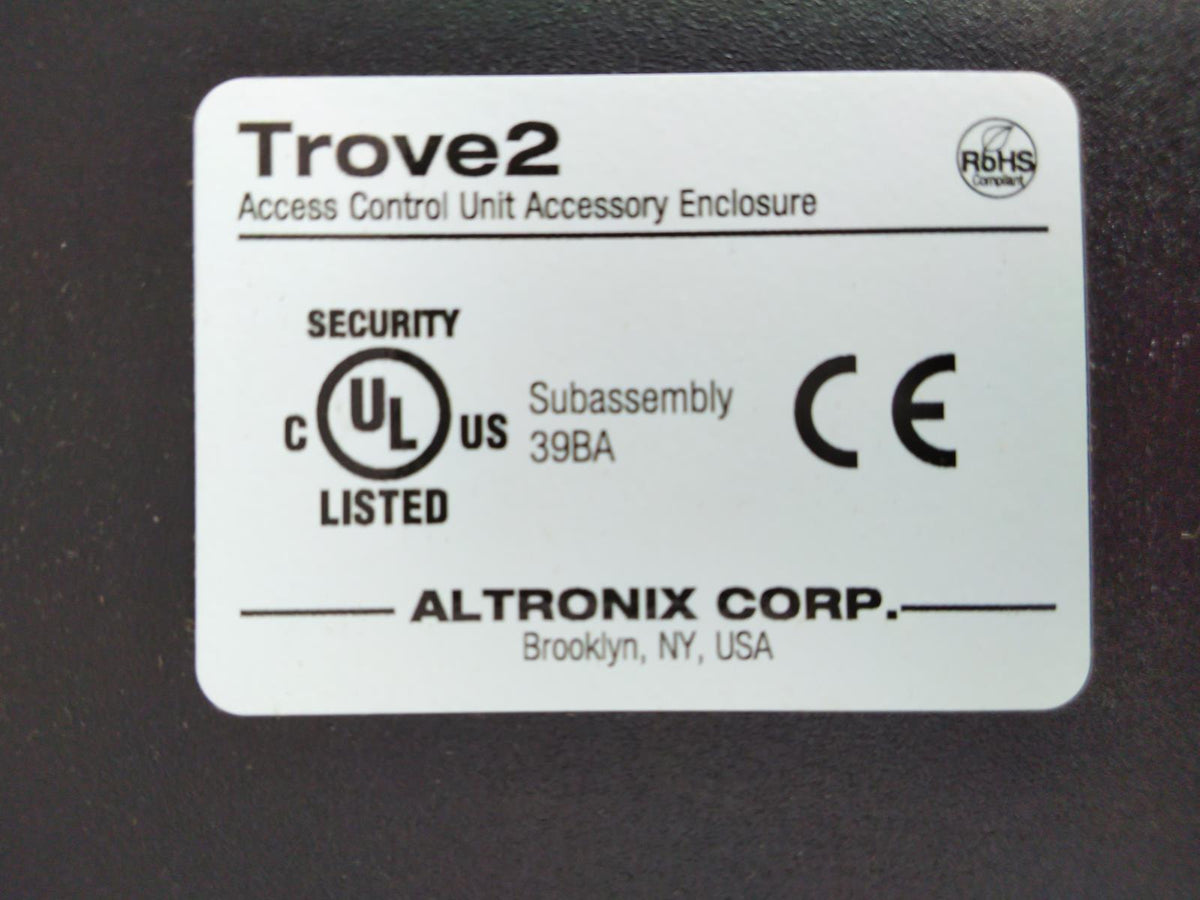 Trove2
Access Control Unit Accessory Enclosure
RoHS
Compliant
SECURITY
C UL US
LISTED
Subassembly
39BA
CE
ALTRONIX CORP.
Brooklyn, NY, USA